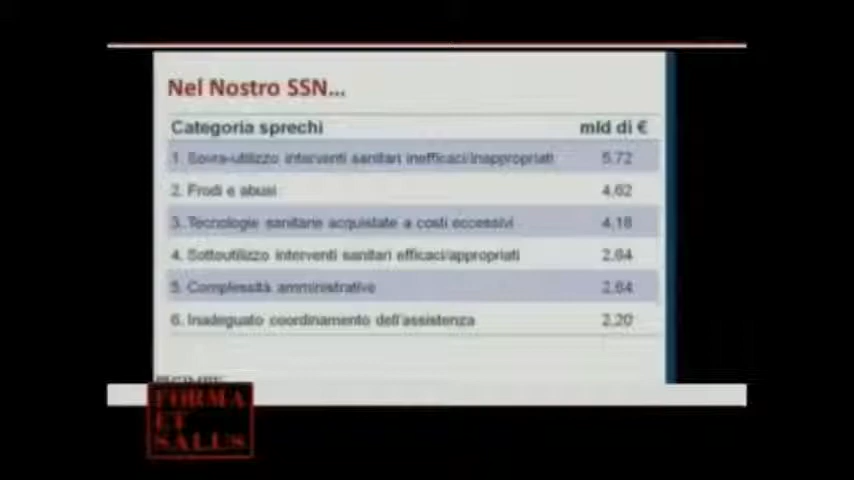 Nel Nostro SSN...
Categoria sprechi mld di €
1. Sovra-utilizzo interventi sanitari inefficaci/inappropriati 5,72
2. Frodi e abusi 4,62
3. Tecnologie sanitarie acquistate a costi eccessivi 4,18
4. Sottoutilizzo interventi sanitari efficaci/appropriati 2,64
5. Complessità amministrative 2,64
6. Inadeguato coordinamento dell'assistenza 2,20
FORMA
ET
SALUS